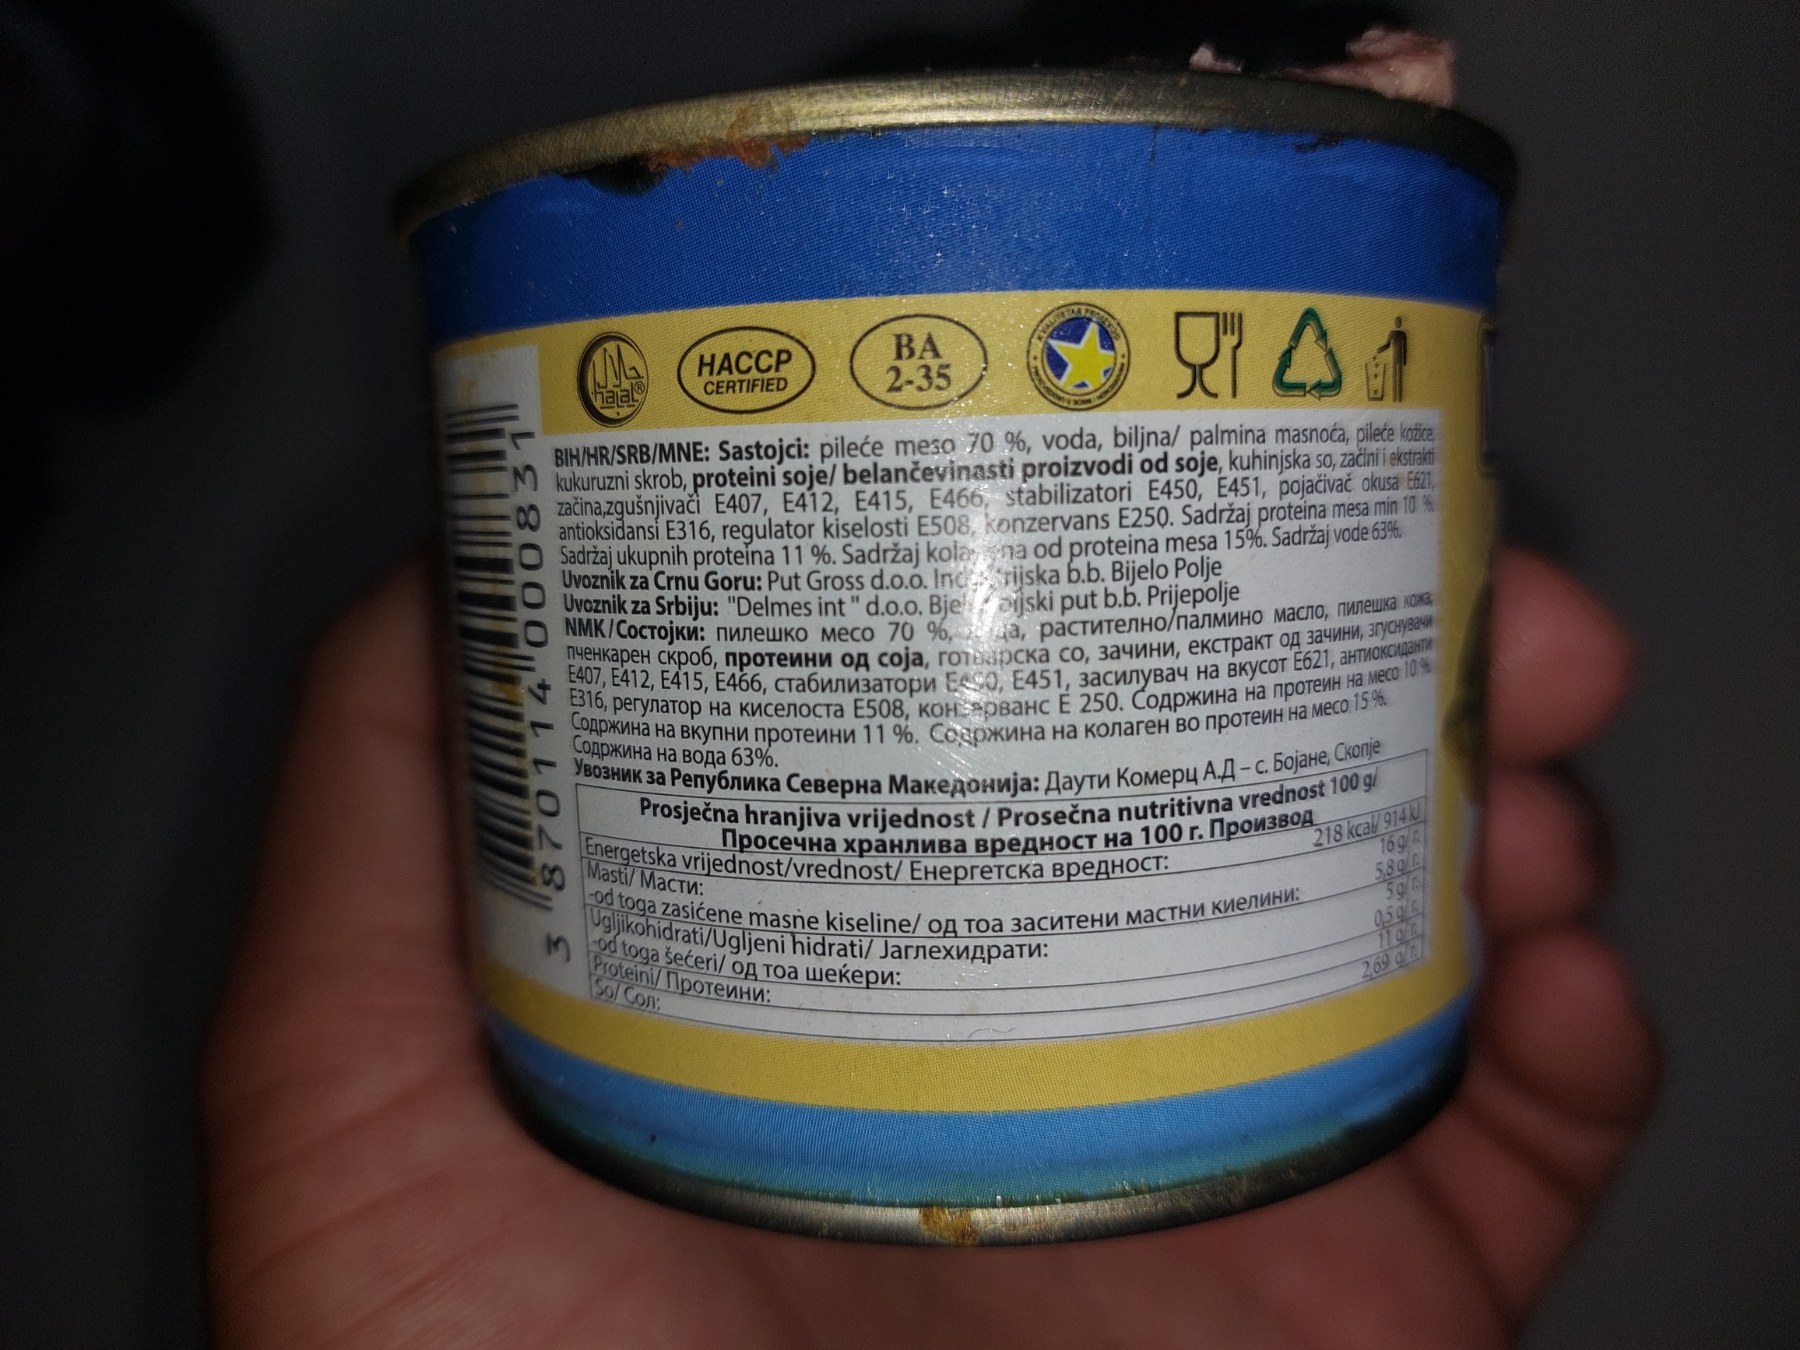 halal®
HACCP
CERTIFIED
BA
2-35
BIH/HR/SRB/MNE: Sastojci: pileće meso 70 %, voda, biljna/ palmina masnoća, pileće kožice,
kukuruzni skrob, proteini soje/ belančevinasti proizvodi od soje, kuhinjska so, začini i ekstrakti
začina,zgušnjivači E407, E412, E415, E466, stabilizatori E450, E451, pojačivač okusa E621,
antioksidansi E316, regulator kiselosti E508, konzervans E250. Sadržaj proteina mesa min 10 %.
Sadržaj ukupnih proteina 11 %. Sadržaj od proteina mesa 15%. Sadržaj vode 63%.
Uvoznik za Crnu Goru: Put Gross d.o.o. b.b. Bijelo Polje
Uvoznik za Srbiju: "Delmes int" d.o.o. put b.b. Prijepolje
NMK/Состојки: пилешко месо 70 %, растително/палмино масло, пилешка кожа,
пченкарен скроб, протеини од соја, готварска со, зачини, екстракт од зачини, згуснувачи
E407, E412, E415, E466, стабилизатори E451, засилувач на вкусот E621, антиоксиданти
E316, регулатор на киселоста E508, конзерванс E 250. Содржина на протеин на месо 10 %.
Содржина на вкупни протеини 11 %. Содржина на колаген во протеин на месо 15 %.
Содржина на вода 63%.
Увозник за Република Северна Македонија: Даути Комерц А.Д – с. Бојане, Скопје
Prosječna hranjiva vrijednost / Prosečna nutritivna vrednost 100 g/
Просечна хранлива вредност на 100 г. Производ
Energetska vrijednost/vrednost/ Енергетска вредност: 218 kcal/ 914 kJ
Masti/ Масти: 16 g/ г.
-od toga zasićene masne kiseline/ од тоа заситени мастни киелини: 5,8 g/ г.
Ugljikohidrati/Ugljeni hidrati/ Јаглехидрати: 5 g/ г.
-od toga šećeri/ од тоа шеќери: 0,5 g/ г.
Proteini/ Протеини: 11 g/ г.
So/ Сол: 2,69 g/ г.
3 870114 000831